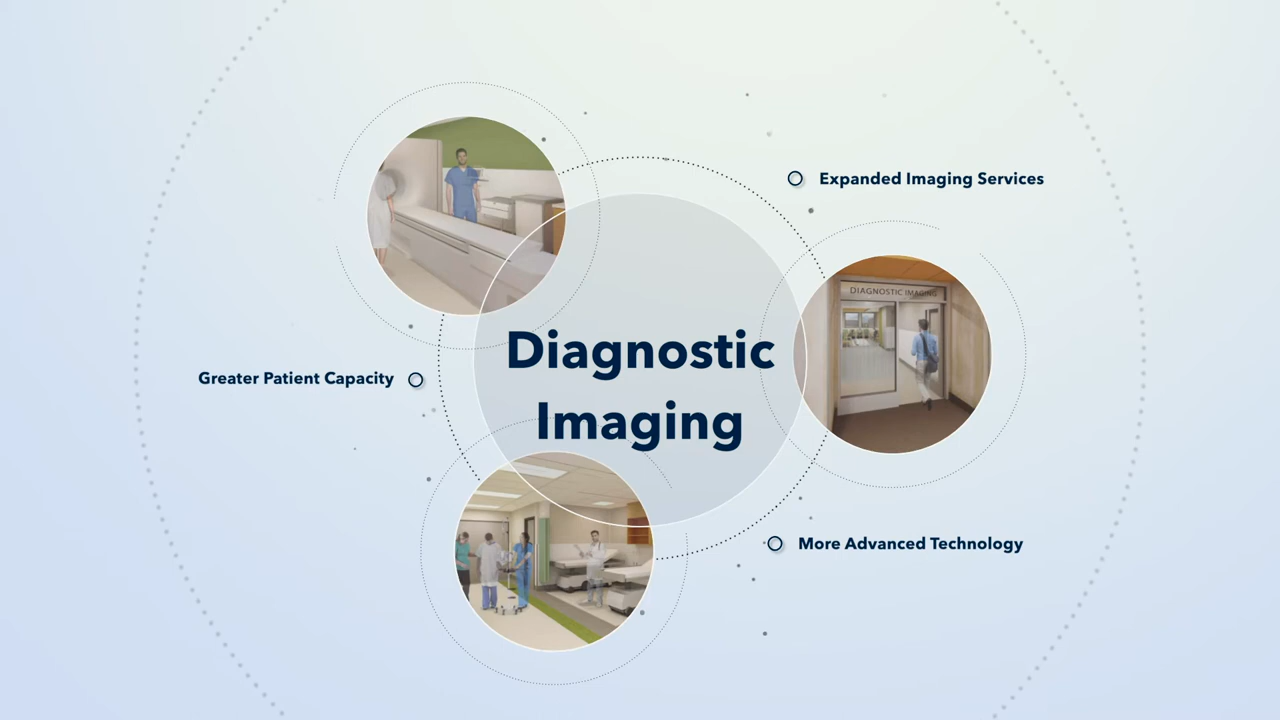 Expanded Imaging Services
DIAGNOSTIC IMAGING
Diagnostic
Imaging
Greater Patient Capacity
More Advanced Technology